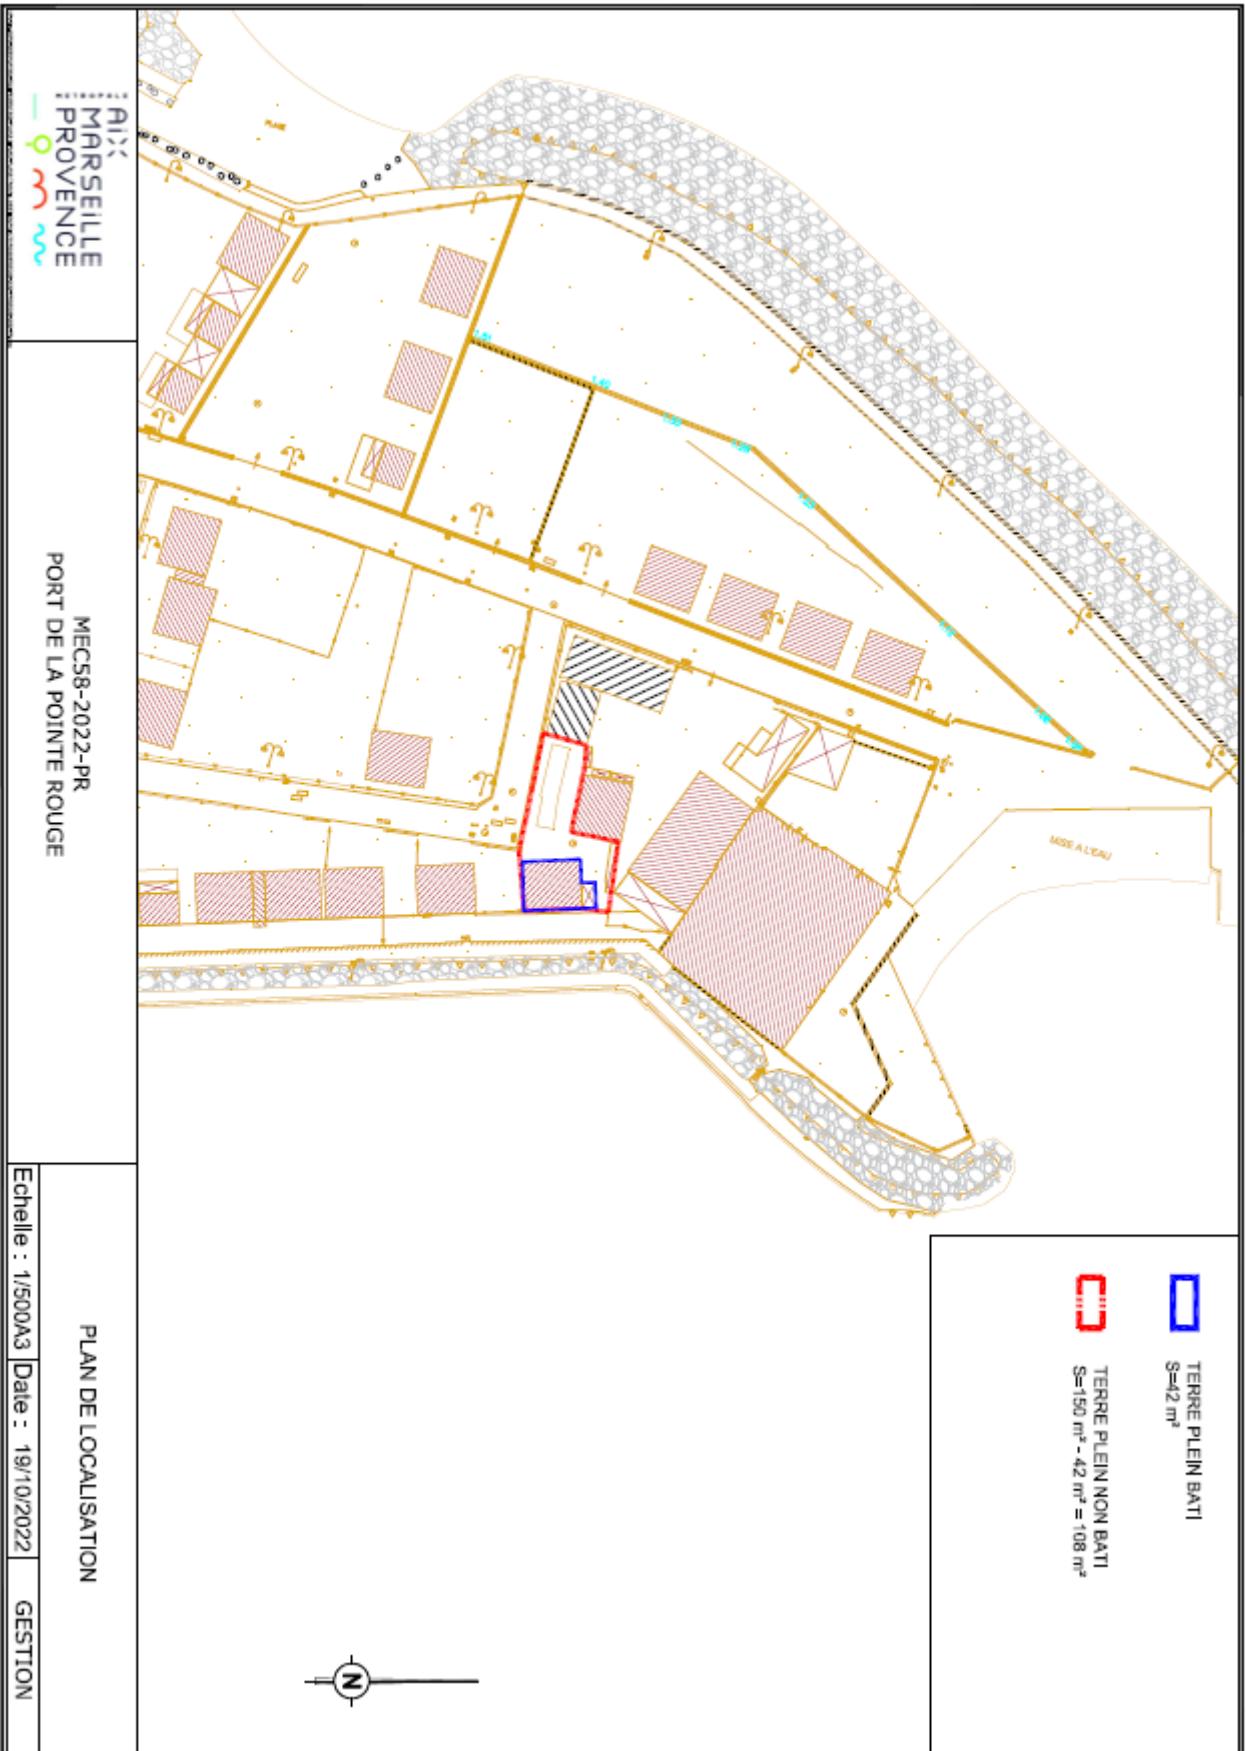 PLAGE
MISE A L'EAU
TERRE PLEIN BATI
S=42 m²
TERRE PLEIN NON BATI
S=150 m² - 42 m² = 108 m²
N
AIX
MARSEILLE
PROVENCE
MÉTROPOLE
MEC58-2022-PR
PORT DE LA POINTE ROUGE
PLAN DE LOCALISATION
Echelle : 1/500A3
Date : 19/10/2022
GESTION